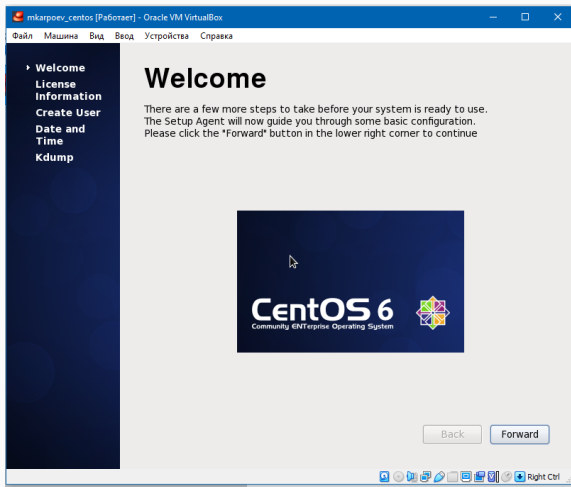 mkarpoev_centos [Работает] - Oracle VM VirtualBox
Файл Машина Вид Ввод Устройства Справка
Welcome
License
Information
Create User
Date and
Time
Kdump
Welcome
There are a few more steps to take before your system is ready to use.
The Setup Agent will now guide you through some basic configuration.
Please click the "Forward" button in the lower right corner to continue
CentOS 6
Community ENTerprise Operating System
Back Forward
Right Ctrl